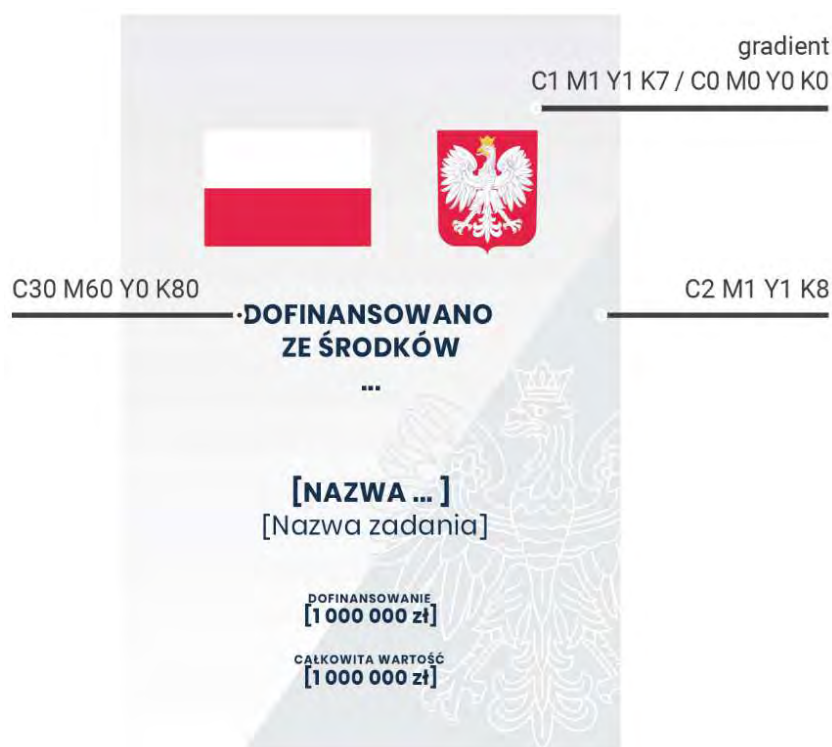 gradient
C1 M1 Y1 K7 / C0 M0 Y0 K0
C30 M60 Y0 K80
C2 M1 Y1 K8
DOFINANSOWANO
ZE ŚRODKÓW
...
[NAZWA ... ]
[Nazwa zadania]
DOFINANSOWANIE
[1 000 000 zł]
CAŁKOWITA WARTOŚĆ
[1 000 000 zł]